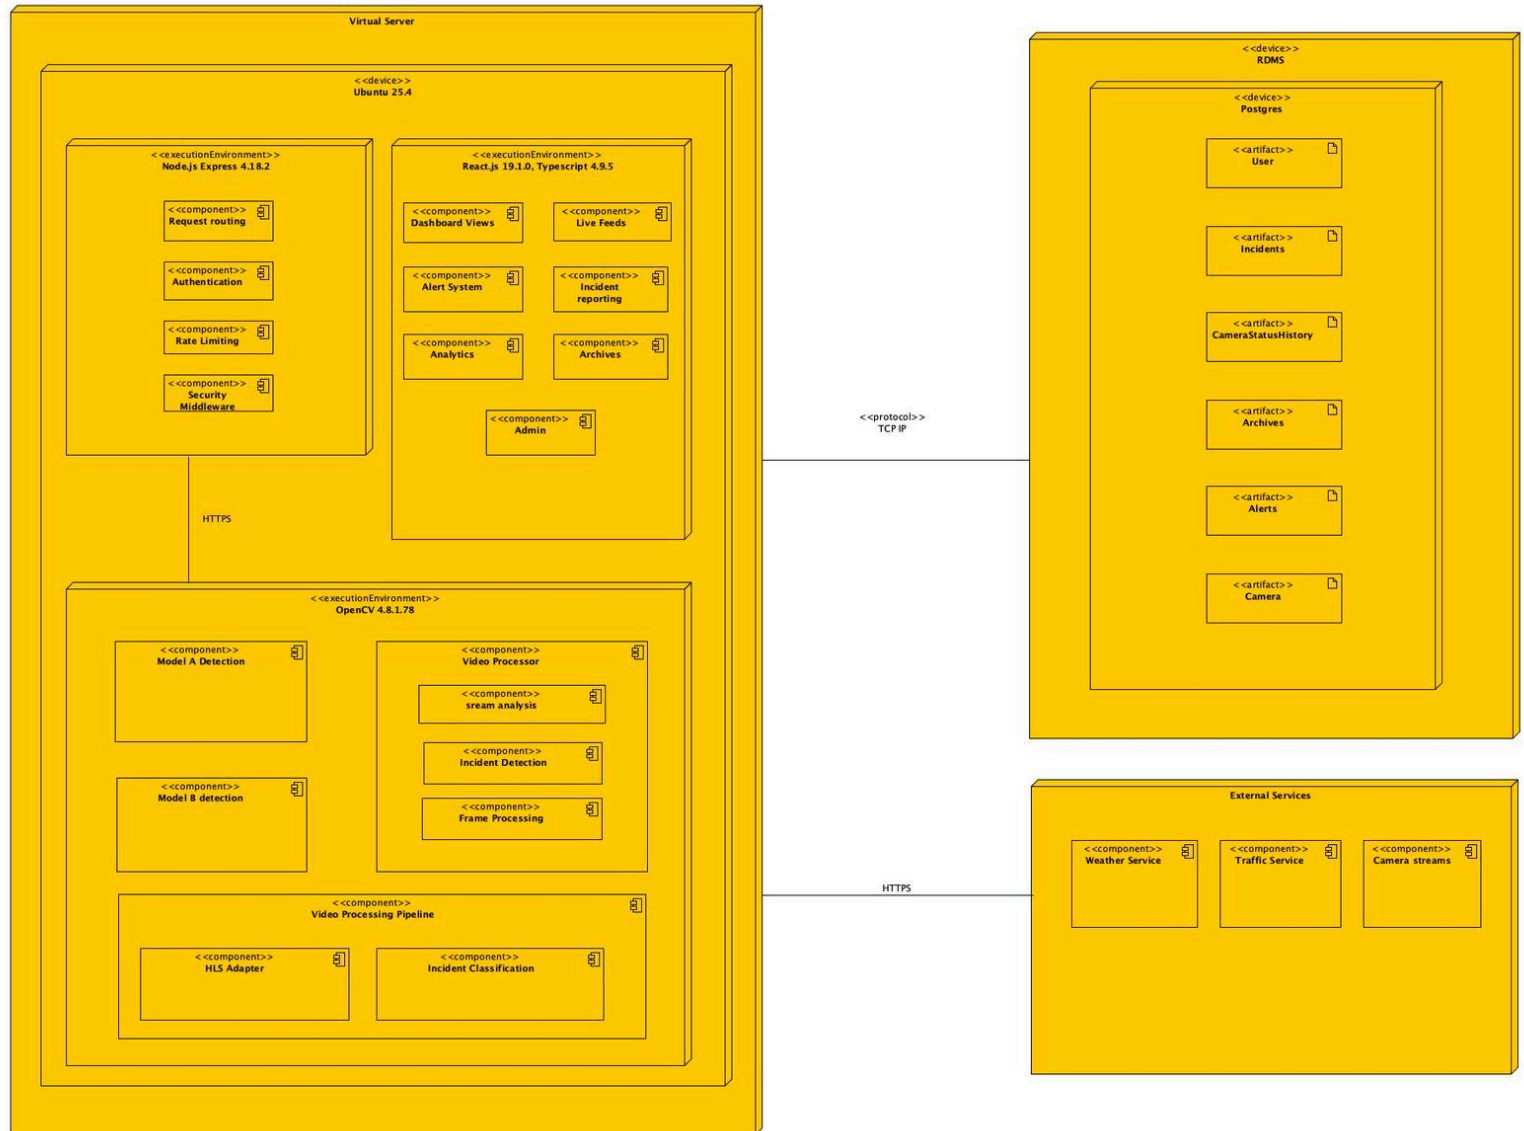 Virtual Server
<<device>>
Ubuntu 25.4
<<executionEnvironment>>
Node.js Express 4.18.2
<<component>>
Request routing
<<component>>
Authentication
<<component>>
Rate Limiting
<<component>>
Security
Middleware
<<executionEnvironment>>
React.js 19.1.0, Typescript 4.9.5
<<component>>
Dashboard Views
<<component>>
Live Feeds
<<component>>
Alert System
<<component>>
Incident
reporting
<<component>>
Analytics
<<component>>
Archives
<<component>>
Admin
HTTPS
<<executionEnvironment>>
OpenCV 4.8.1.78
<<component>>
Model A Detection
<<component>>
Model B detection
<<component>>
Video Processor
<<component>>
sream analysis
<<component>>
Incident Detection
<<component>>
Frame Processing
<<component>>
Video Processing Pipeline
<<component>>
HLS Adapter
<<component>>
Incident Classification
<<protocol>>
TCP IP
HTTPS
<<device>>
RDMS
<<device>>
Postgres
<<artifact>>
User
<<artifact>>
Incidents
<<artifact>>
CameraStatusHistory
<<artifact>>
Archives
<<artifact>>
Alerts
<<artifact>>
Camera
External Services
<<component>>
Weather Service
<<component>>
Traffic Service
<<component>>
Camera streams